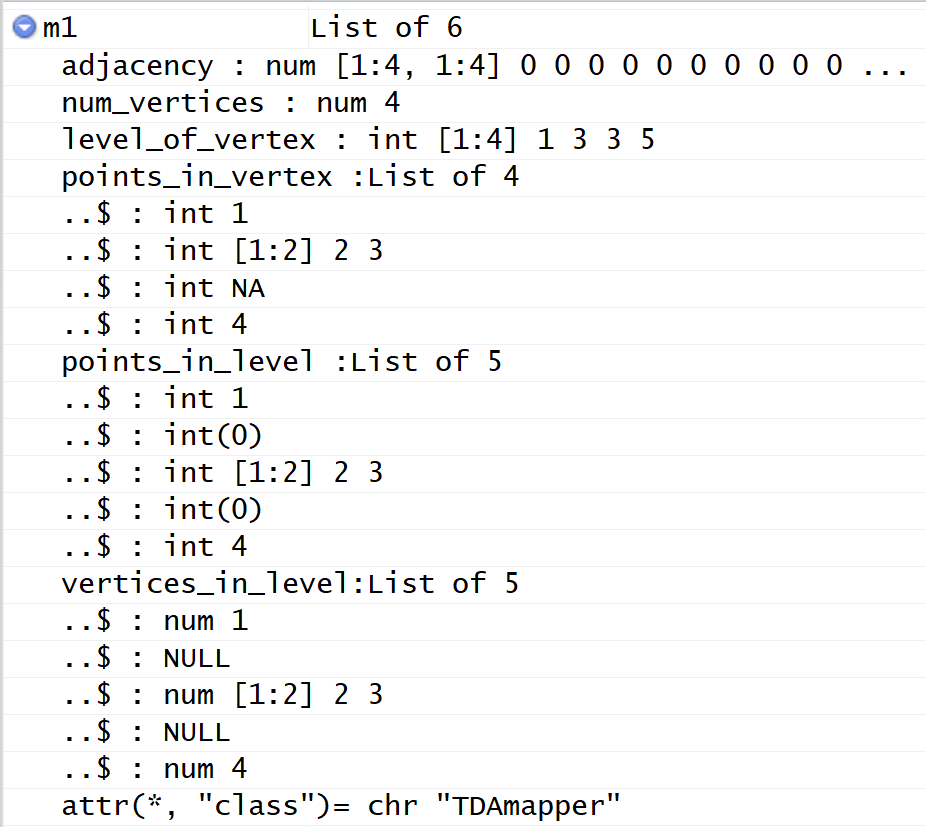 m1 List of 6
adjacency : num [1:4, 1:4] 0 0 0 0 0 0 0 0 0 0 ...
num_vertices : num 4
level_of_vertex : int [1:4] 1 3 3 5
points_in_vertex :List of 4
..$ : int 1
..$ : int [1:2] 2 3
..$ : int NA
..$ : int 4
points_in_level :List of 5
..$ : int 1
..$ : int(0)
..$ : int [1:2] 2 3
..$ : int(0)
..$ : int 4
vertices_in_level:List of 5
..$ : num 1
..$ : NULL
..$ : num [1:2] 2 3
..$ : NULL
..$ : num 4
attr(*, "class")= chr "TDAmapper"